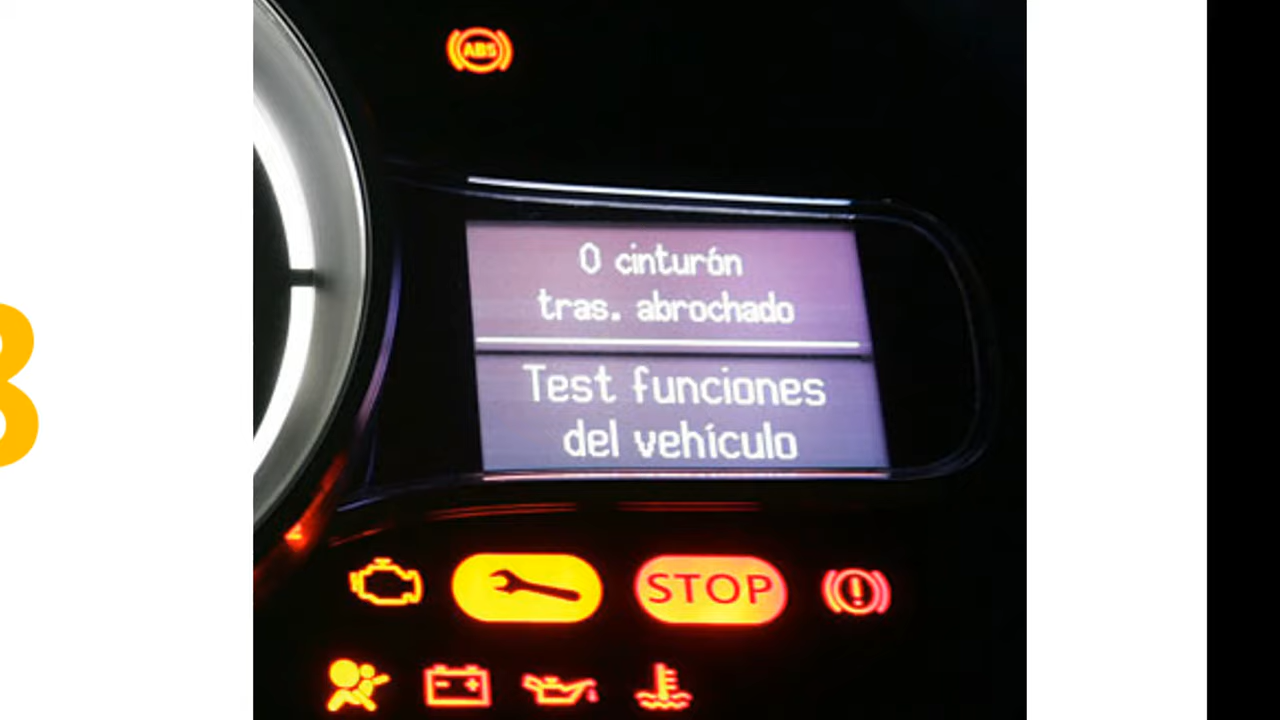 ABS
0 cinturón
tras. abrochado
Test funciones
del vehículo
STOP